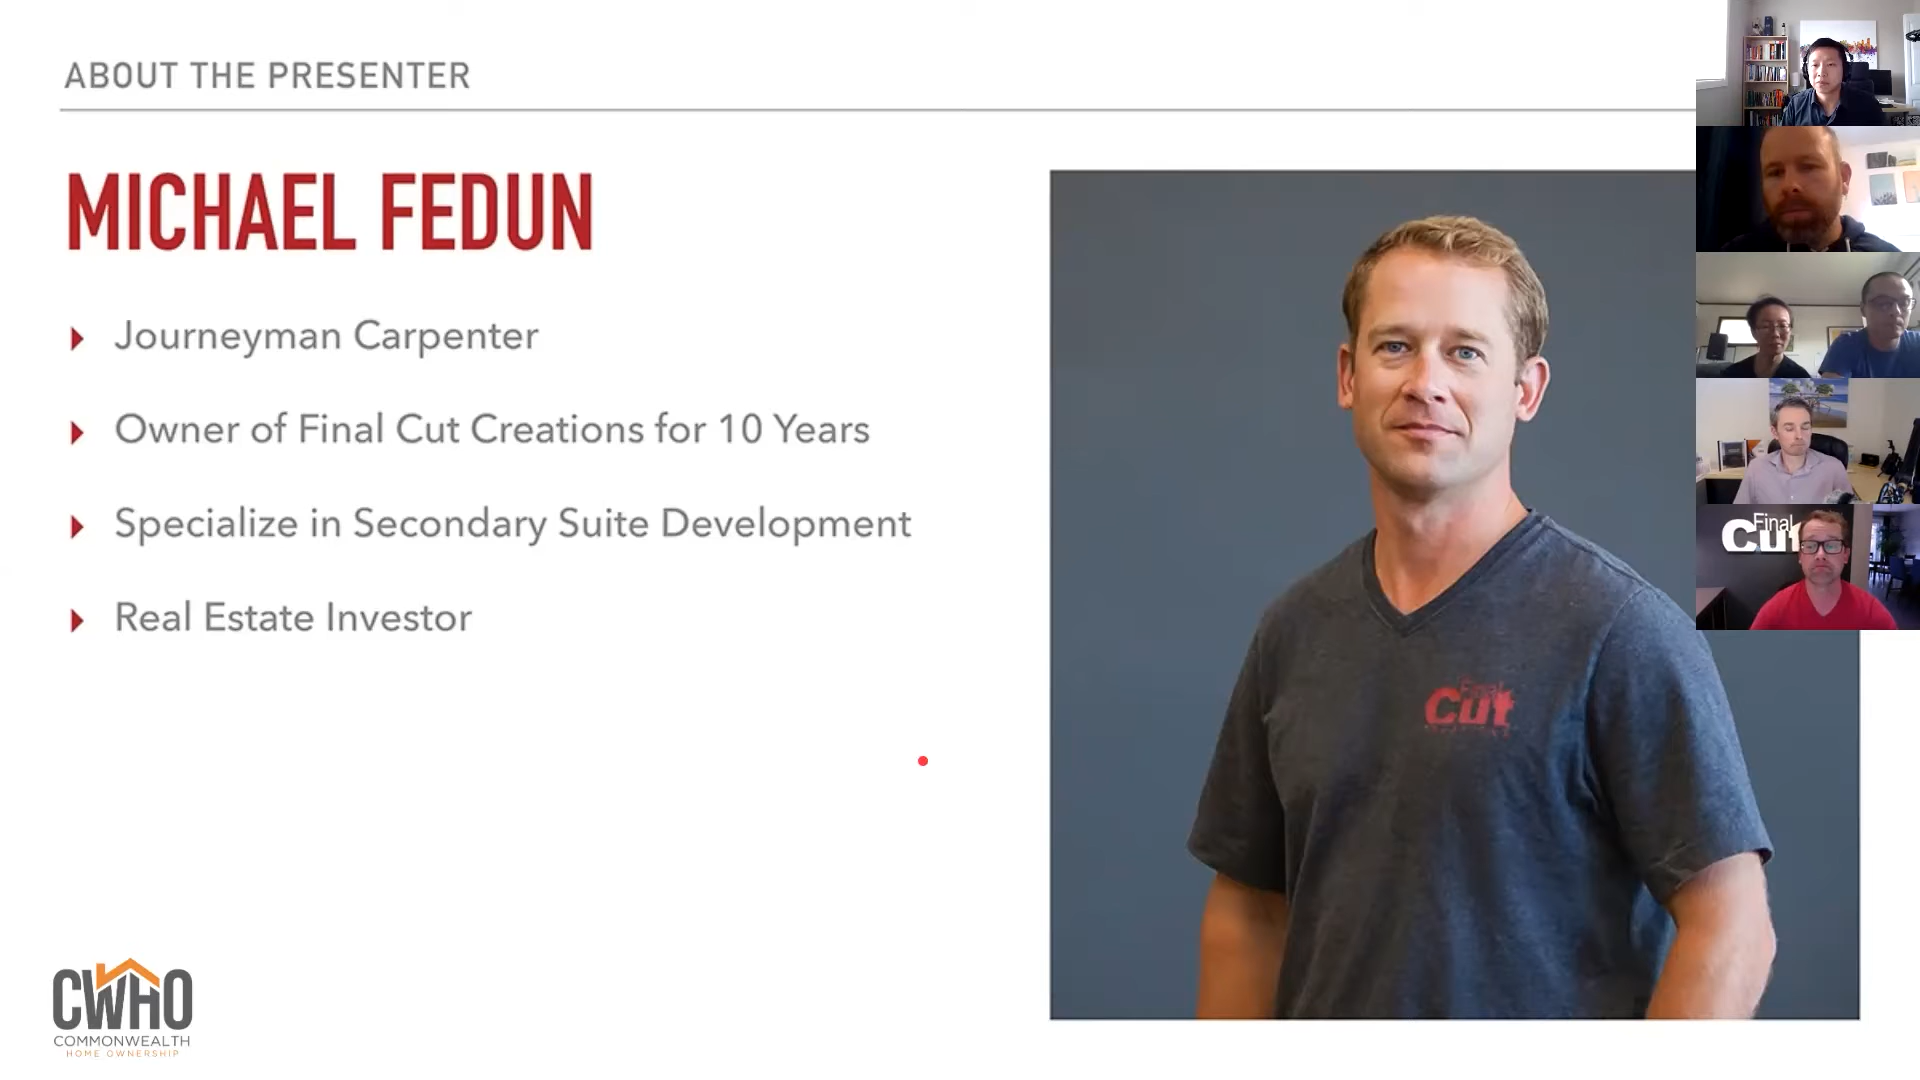 ABOUT THE PRESENTER
MICHAEL FEDUN
Journeyman Carpenter
Owner of Final Cut Creations for 10 Years
Specialize in Secondary Suite Development
Real Estate Investor
Final
Cut
Final
Cut
CWHO
COMMONWEALTH
HOME OWNERSHIP